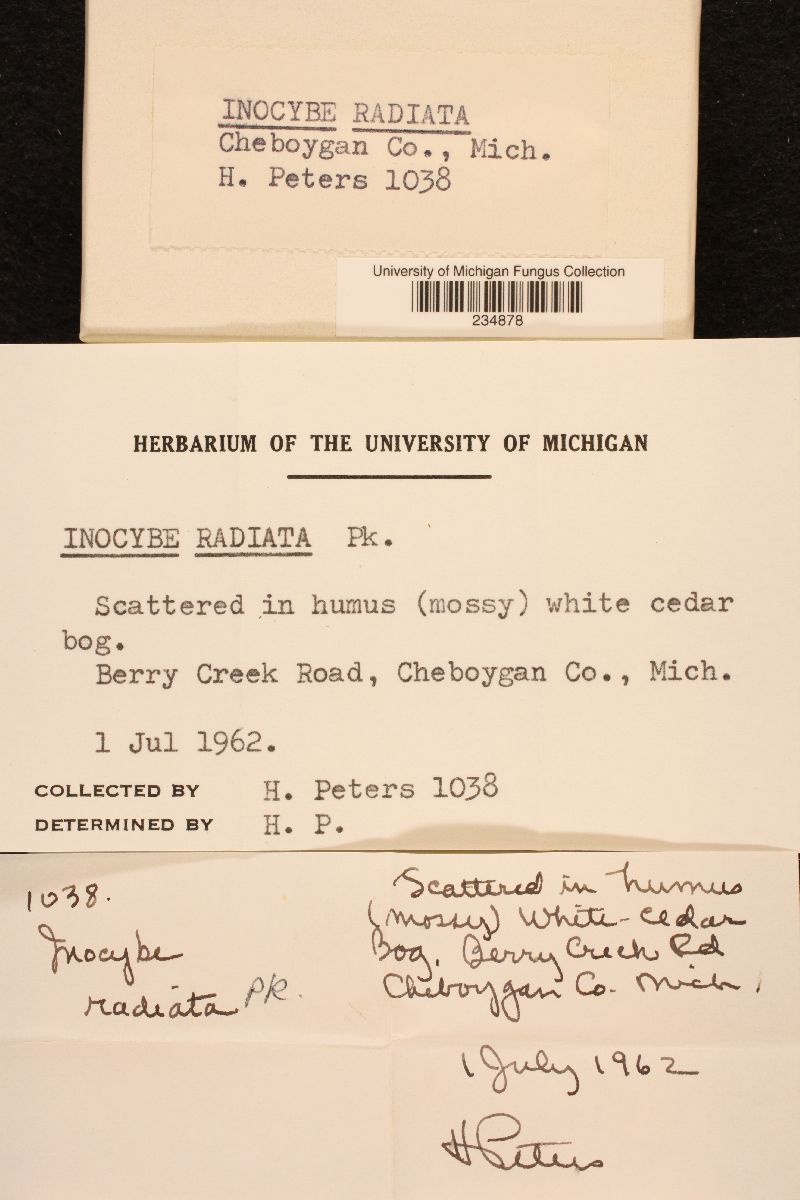 INOCYBE RADIATA
Cheboygan Co., Mich.
H. Peters 1038
University of Michigan Fungus Collection
234878
HERBARIUM OF THE UNIVERSITY OF MICHIGAN
INOCYBE RADIATA Pk.
Scattered in humus (mossy) white cedar
bog.
Berry Creek Road, Cheboygan Co., Mich.
1 Jul 1962.
COLLECTED BY H. Peters 1038
DETERMINED BY H. P.
1038.
Inocybe
radiata Pk.
Scattered in humus
(mossy) White-cedar
Bog, Berry Creek Rd
Cheboygan Co. Mich.
1 July 1962
H Peters